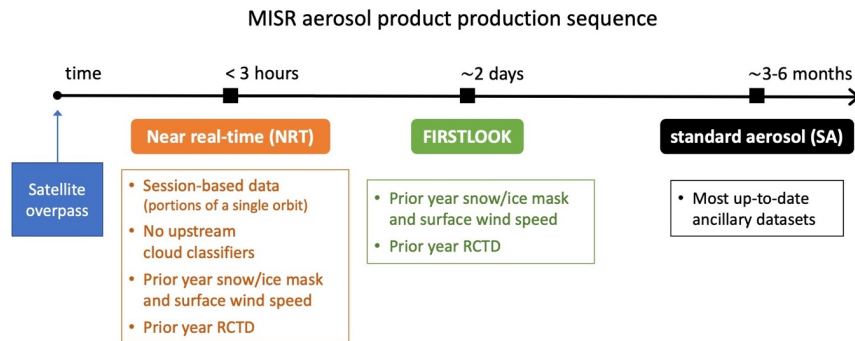 MISR aerosol product production sequence
time
< 3 hours
~2 days
~3-6 months
Near real-time (NRT)
FIRSTLOOK
standard aerosol (SA)
Satellite
overpass
• Session-based data
(portions of a single orbit)
• No upstream
cloud classifiers
• Prior year snow/ice mask
and surface wind speed
• Prior year RCTD
• Prior year snow/ice mask
and surface wind speed
• Prior year RCTD
• Most up-to-date
ancillary datasets